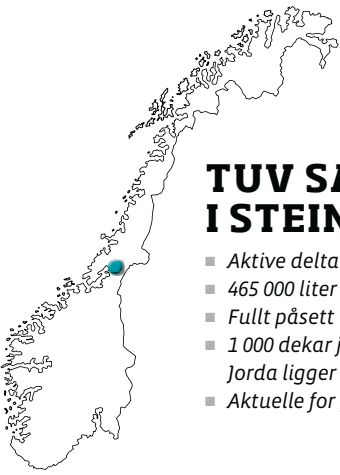 TUV SA
I STEIN
Aktive delta
465 000 liter
Fullt påsett
1 000 dekar j
Jorda ligger
Aktuelle for